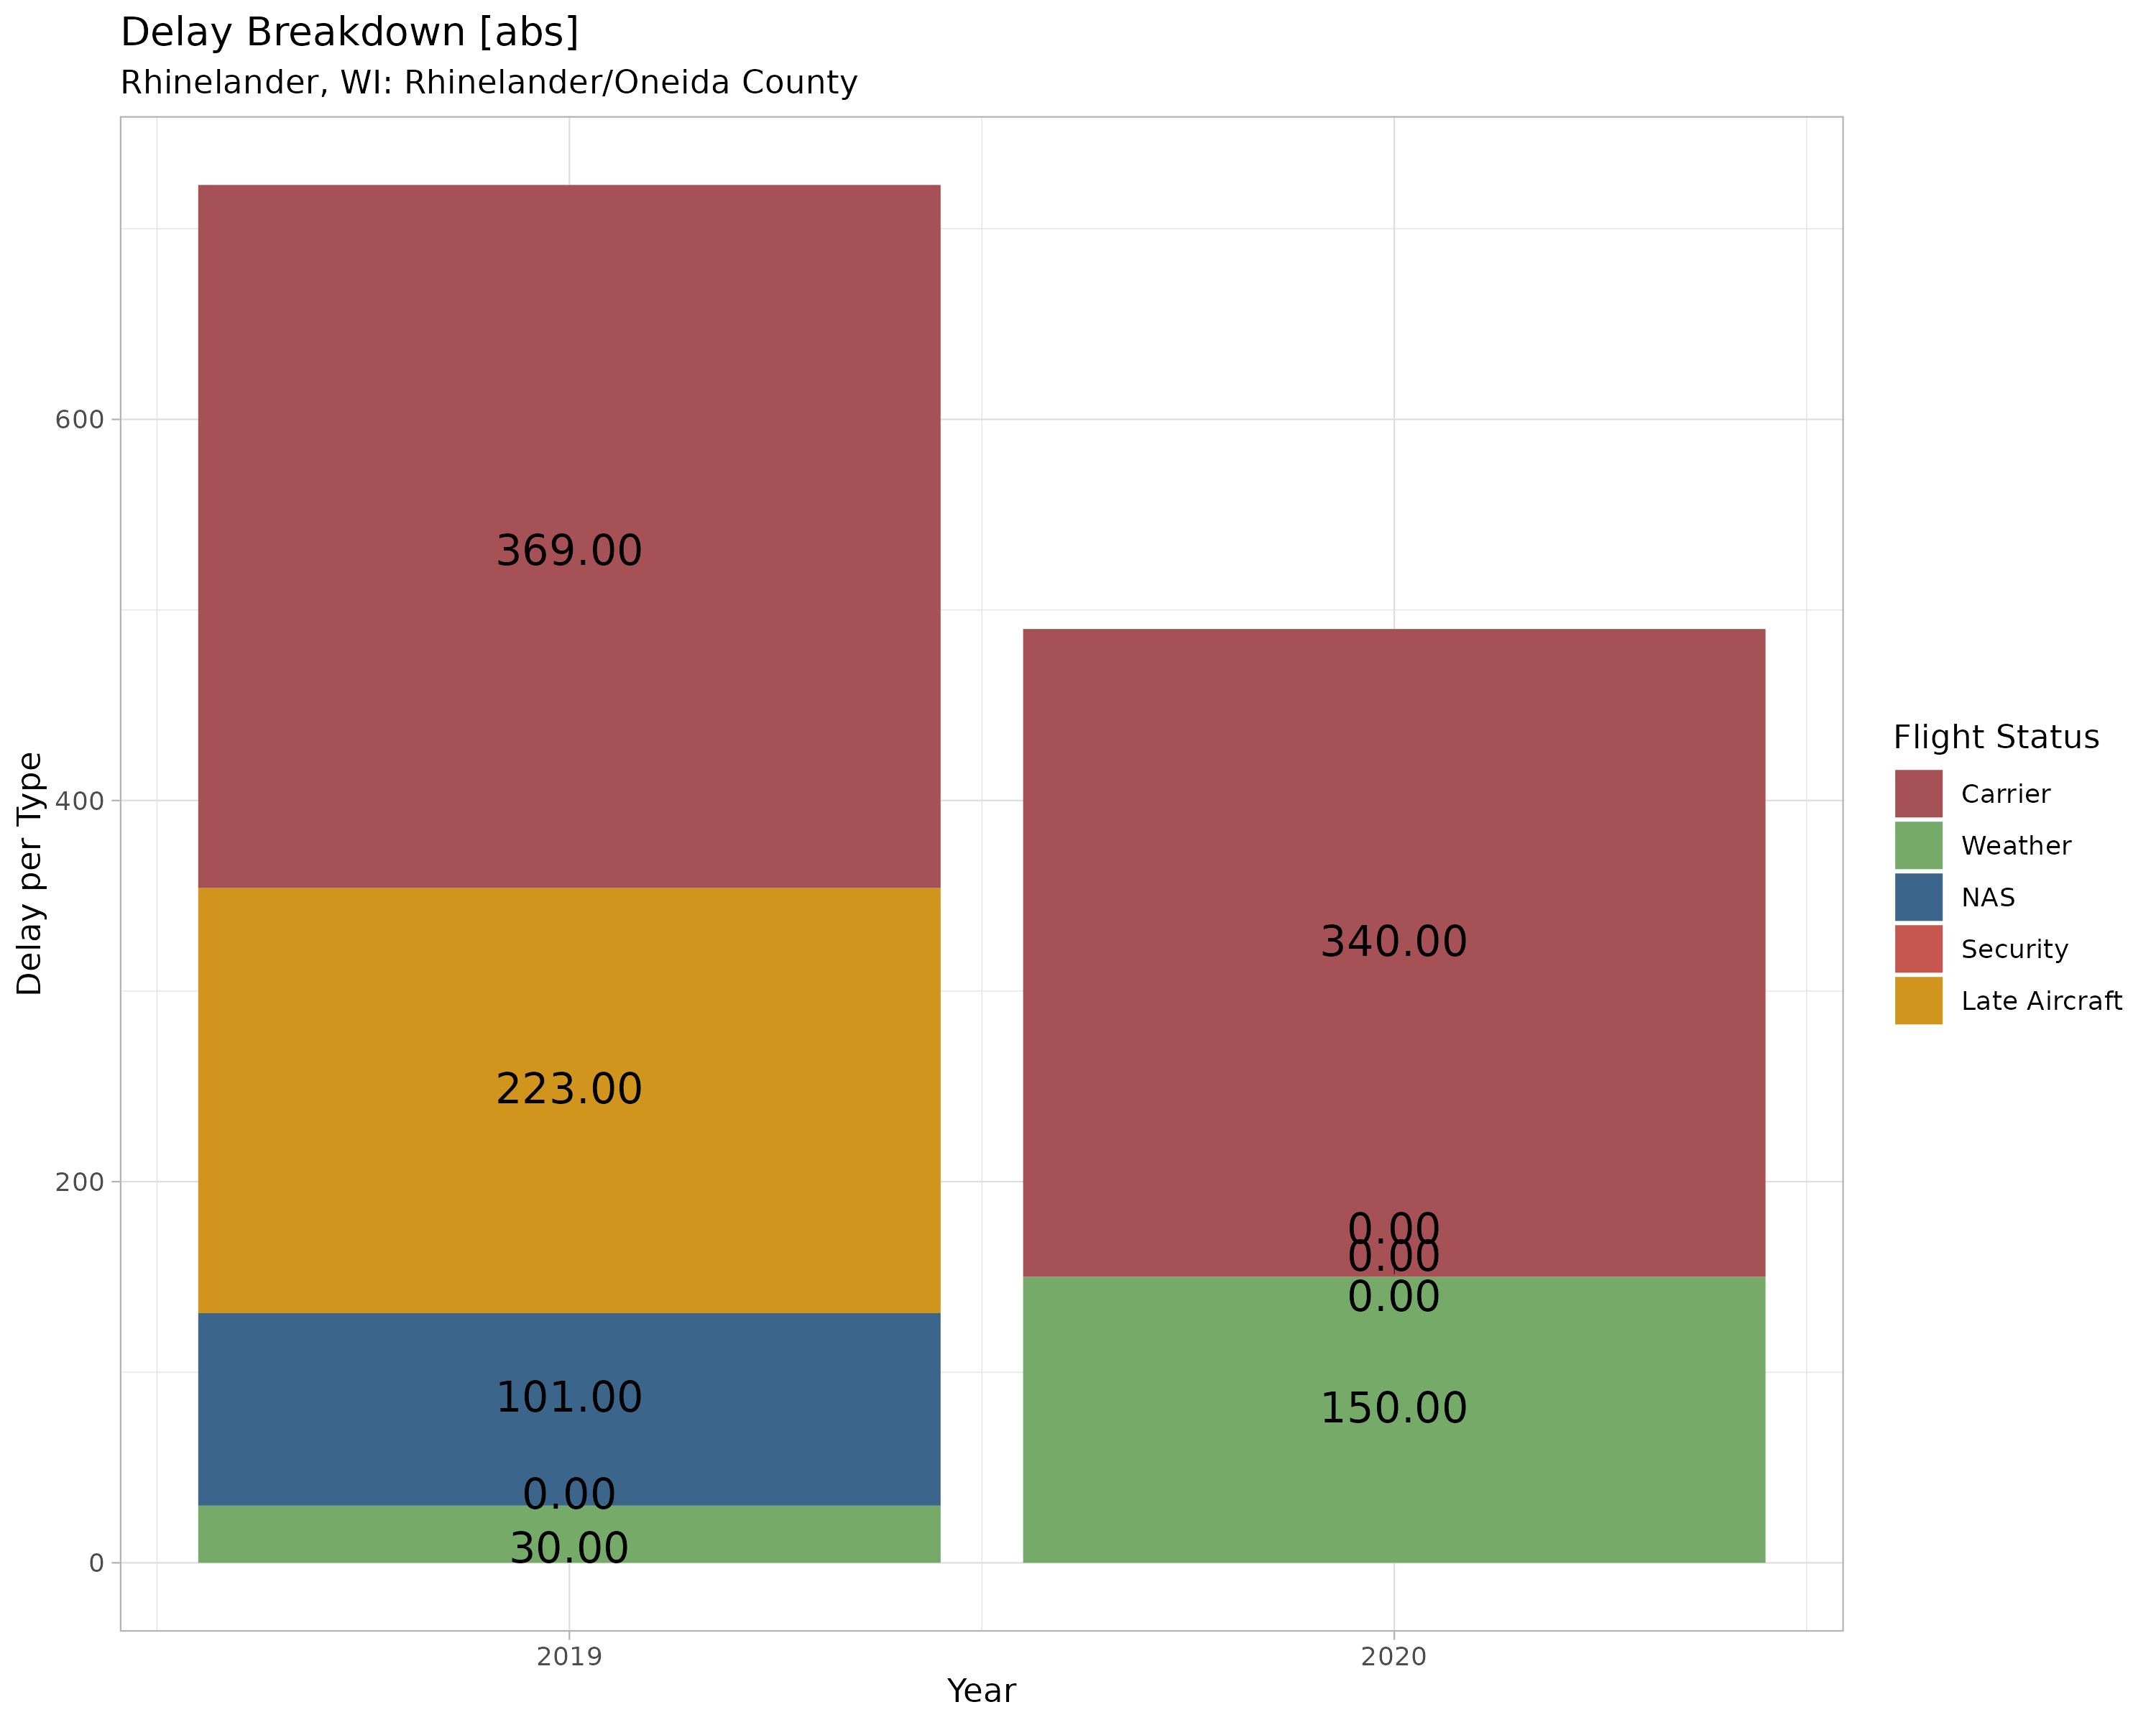 Delay Breakdown [abs]
Rhinelander, WI: Rhinelander/Oneida County
Delay per Type
600
400
200
0
369.00
223.00
101.00
0.00
30.00
340.00
0.00
0.00
0.00
150.00
2019
2020
Year
Flight Status
Carrier
Weather
NAS
Security
Late Aircraft